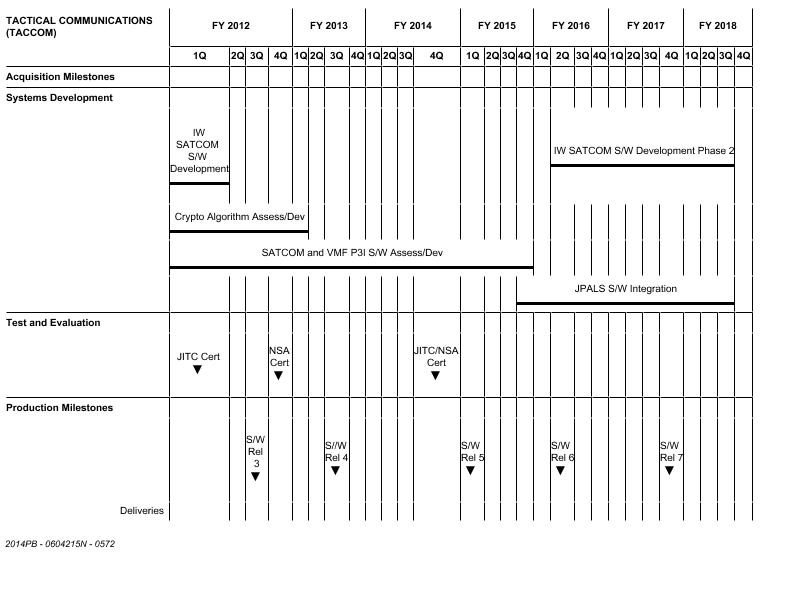 TACTICAL COMMUNICATIONS
(TACCOM)
FY 2012 FY 2013 FY 2014 FY 2015 FY 2016 FY 2017 FY 2018
1Q 2Q 3Q 4Q 1Q 2Q 3Q 4Q 1Q 2Q 3Q 4Q 1Q 2Q 3Q 4Q 1Q 2Q 3Q 4Q 1Q 2Q 3Q 4Q 1Q 2Q 3Q 4Q
Acquisition Milestones
Systems Development
IW
SATCOM
S/W
Development
IW SATCOM S/W Development Phase 2
Crypto Algorithm Assess/Dev
SATCOM and VMF P3I S/W Assess/Dev
JPALS S/W Integration
Test and Evaluation
JITC Cert
NSA
Cert
JITC/NSA
Cert
Production Milestones
S/W
Rel
3
S//W
Rel 4
S/W
Rel 5
S/W
Rel 6
S/W
Rel 7
Deliveries
2014PB - 0604215N - 0572